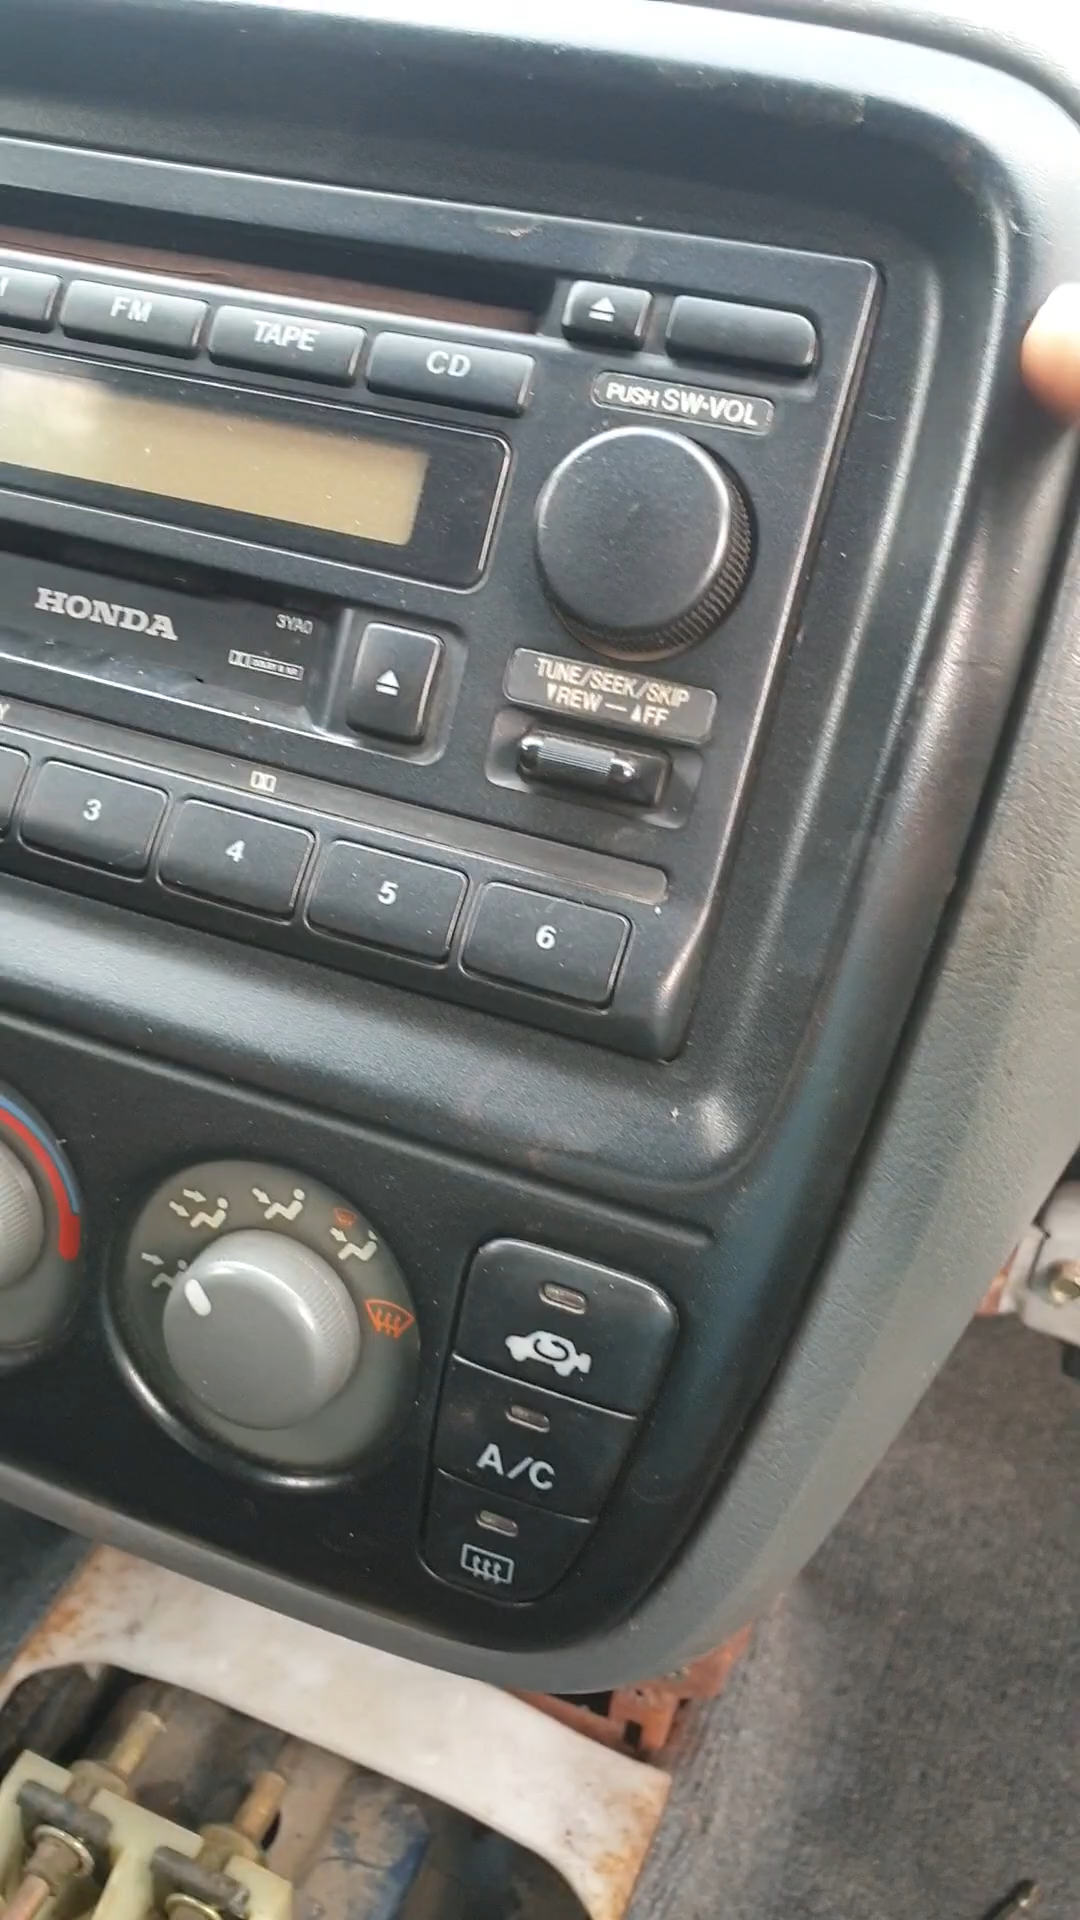 FM
TAPE
CD
PUSH SW·VOL
HONDA
3YA0
TUNE/SEEK/SKIP
▼REW — ▲FF
3
4
5
6
A/C